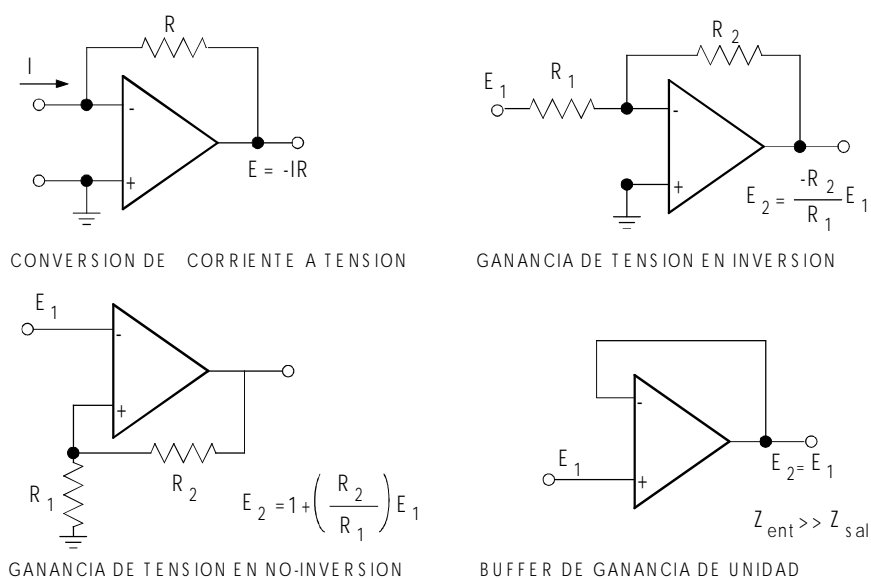 R
I
-
+
E = -IR
CONVERSION DE CORRIENTE A TENSION
R 2
E 1
R 1
-
+
E 2 = -R 2 / R 1 E 1
GANANCIA DE TENSION EN INVERSION
E 1
-
+
R 1
R 2
E 2 = 1 + ( R 2 / R 1 ) E 1
GANANCIA DE TENSION EN NO-INVERSION
-
+
E 1
E 2 = E 1
Z ent >> Z sal
BUFFER DE GANANCIA DE UNIDAD